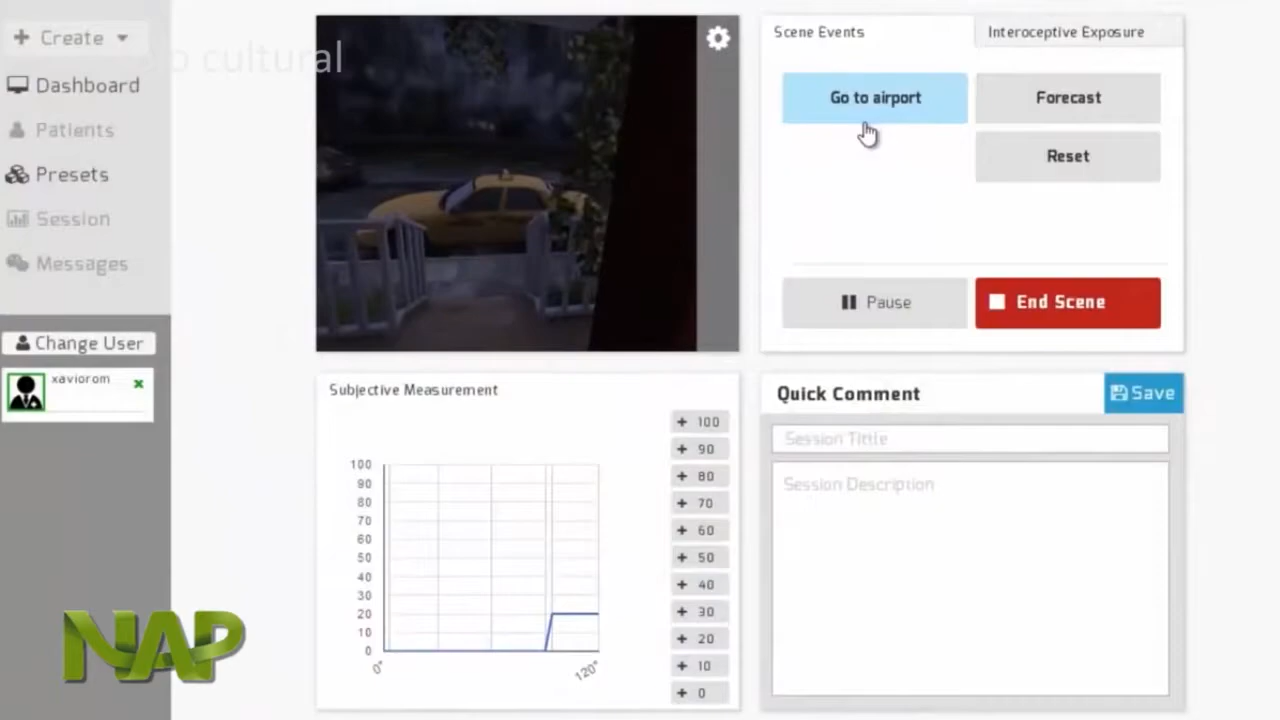 Create
cultural
Dashboard
Patients
Presets
Session
Messages
Change User
xaviorom
Scene Events
Interoceptive Exposure
Go to airport
Forecast
Reset
Pause
End Scene
Subjective Measurement
+ 100
+ 90
+ 80
+ 70
+ 60
+ 50
+ 40
+ 30
+ 20
+ 10
+ 0
100
90
80
70
60
50
40
30
20
10
0
0"
120"
Quick Comment
Save
Session Tittle
Session Description
NAP